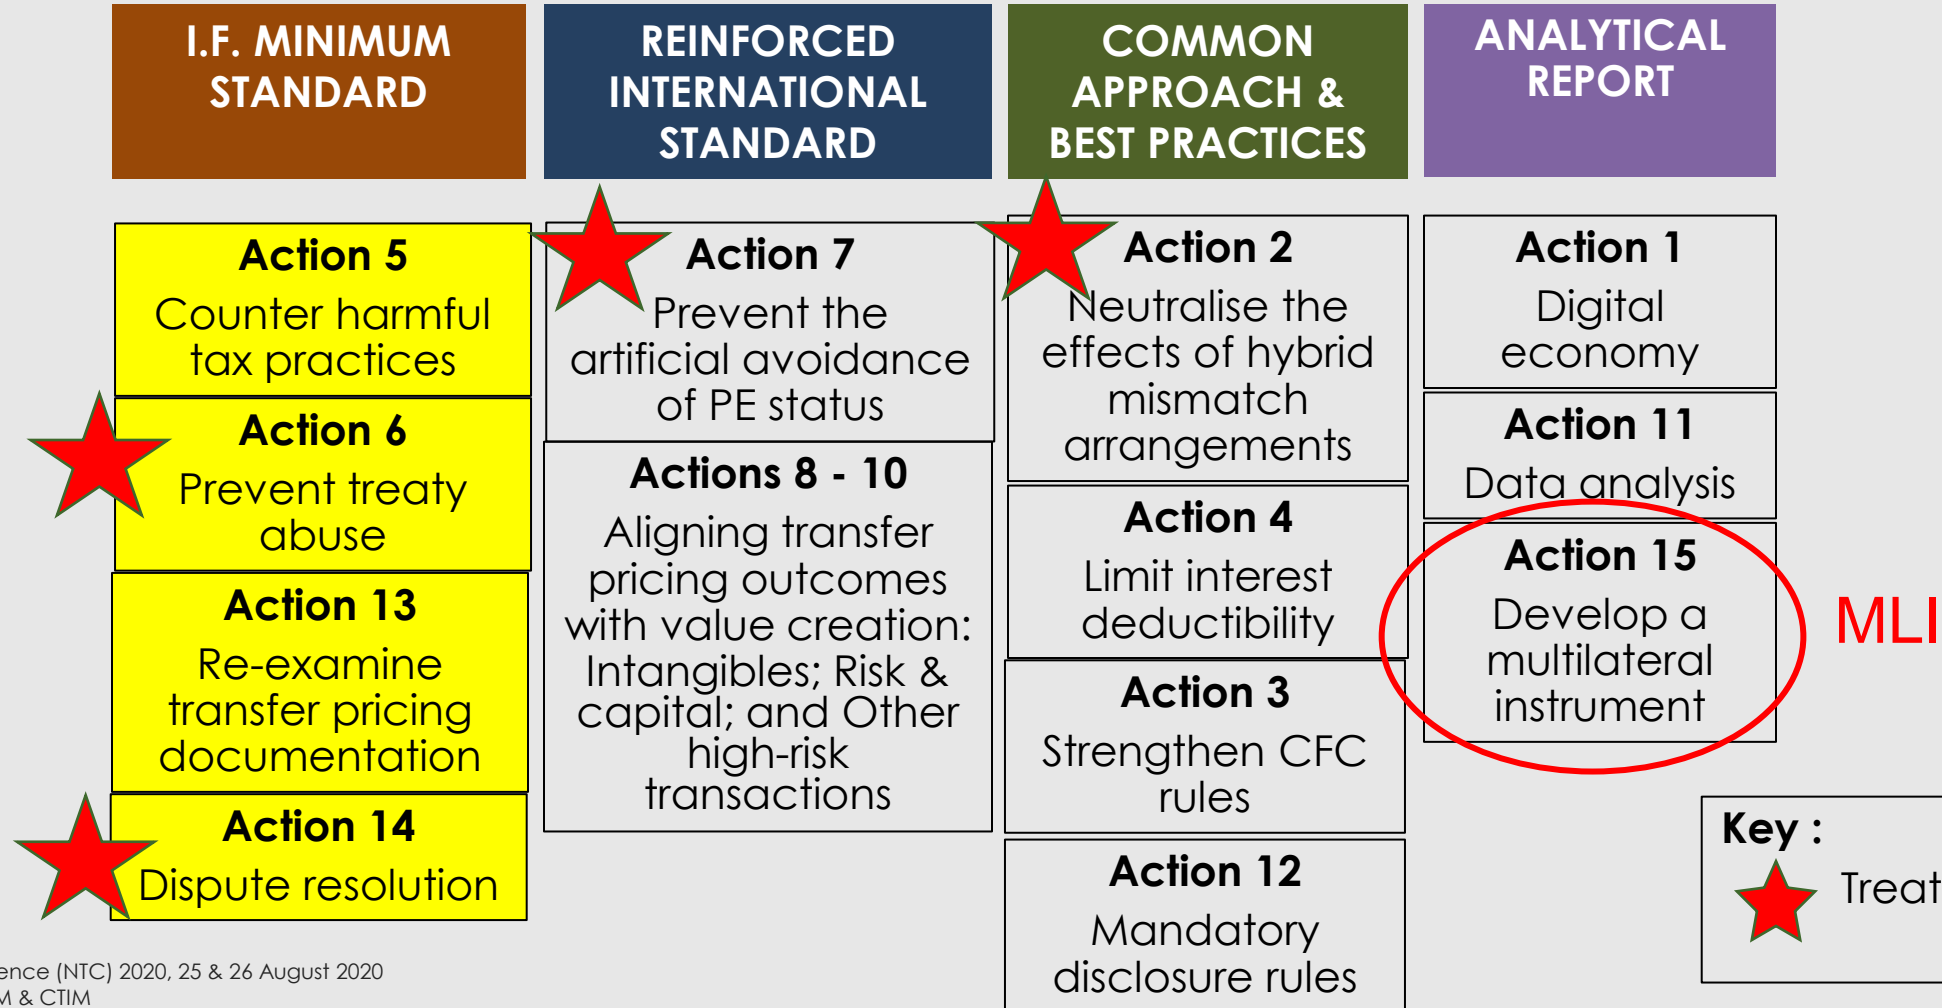 I.F. MINIMUM
STANDARD
REINFORCED
INTERNATIONAL
STANDARD
COMMON
APPROACH &
BEST PRACTICES
ANALYTICAL
REPORT
Action 5
Counter harmful
tax practices
Action 6
Prevent treaty
abuse
Action 13
Re-examine
transfer pricing
documentation
Action 14
Dispute resolution
Action 7
Prevent the
artificial avoidance
of PE status
Actions 8 - 10
Aligning transfer
pricing outcomes
with value creation:
Intangibles; Risk &
capital; and Other
high-risk
transactions
Action 2
Neutralise the
effects of hybrid
mismatch
arrangements
Action 4
Limit interest
deductibility
Action 3
Strengthen CFC
rules
Action 12
Mandatory
disclosure rules
Action 1
Digital
economy
Action 11
Data analysis
Action 15
Develop a
multilateral
instrument
MLI
Key :
Treat
ence (NTC) 2020, 25 & 26 August 2020
M & CTIM